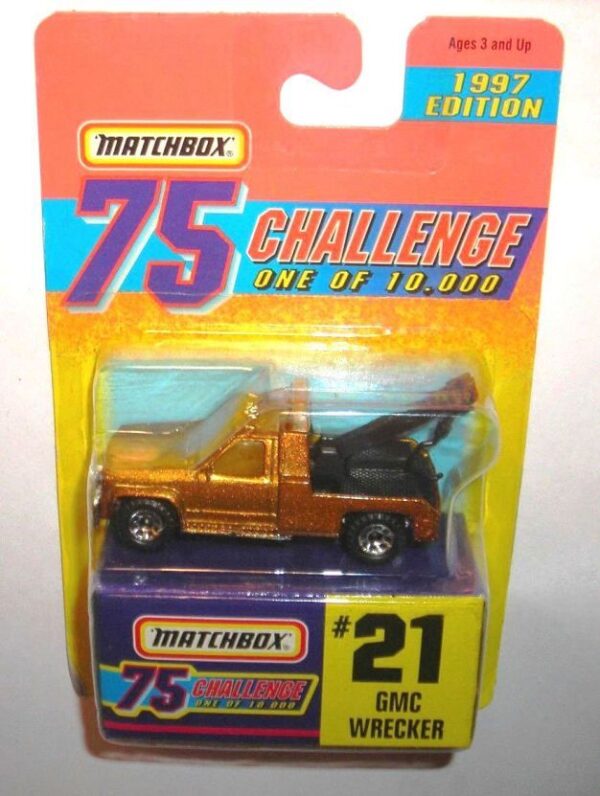 Ages 3 and Up
1997
EDITION
MATCHBOX®
75 CHALLENGE
ONE OF 10,000
MATCHBOX®
75 CHALLENGE
ONE OF 10,000
#21
GMC
WRECKER